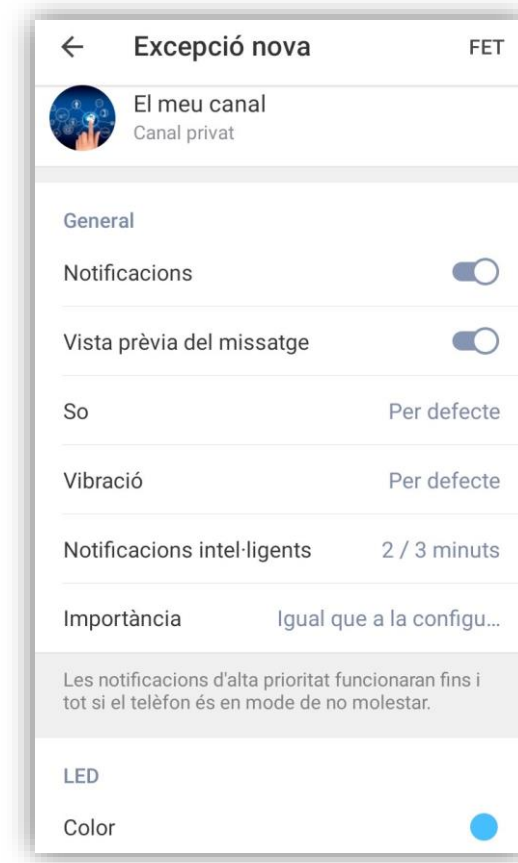 Excepció nova
FET
El meu canal
Canal privat
General
Notificacions
Vista prèvia del missatge
So
Per defecte
Vibració
Per defecte
Notificacions intel·ligents
2 / 3 minuts
Importància
Igual que a la configu...
Les notificacions d'alta prioritat funcionaran fins i
tot si el telèfon és en mode de no molestar.
LED
Color